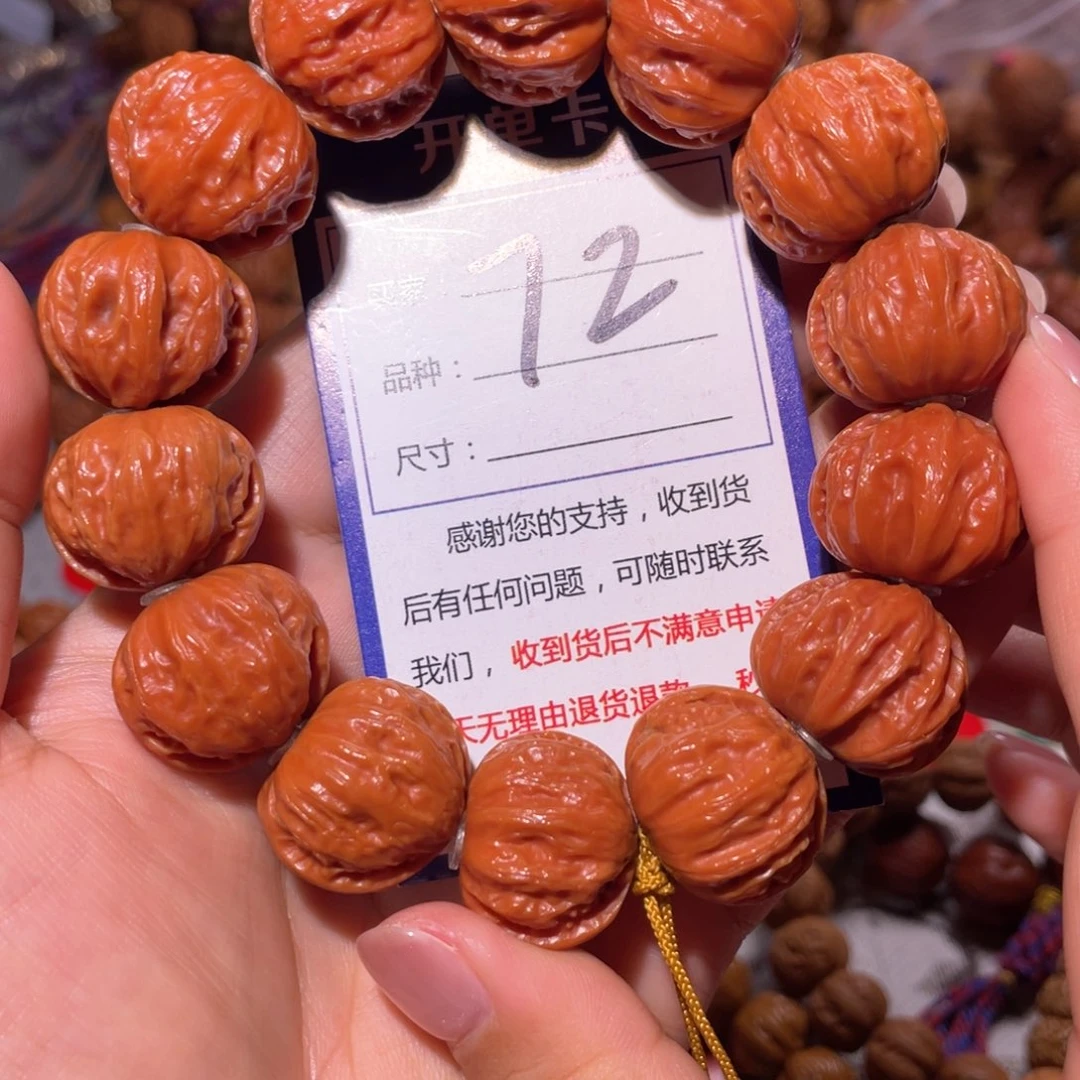 开单卡
72
买家
品种：
尺寸：
感谢您的支持，收到货
后有任何问题，可随时联系
我们，收到货后不满意申请
天无理由退货退款